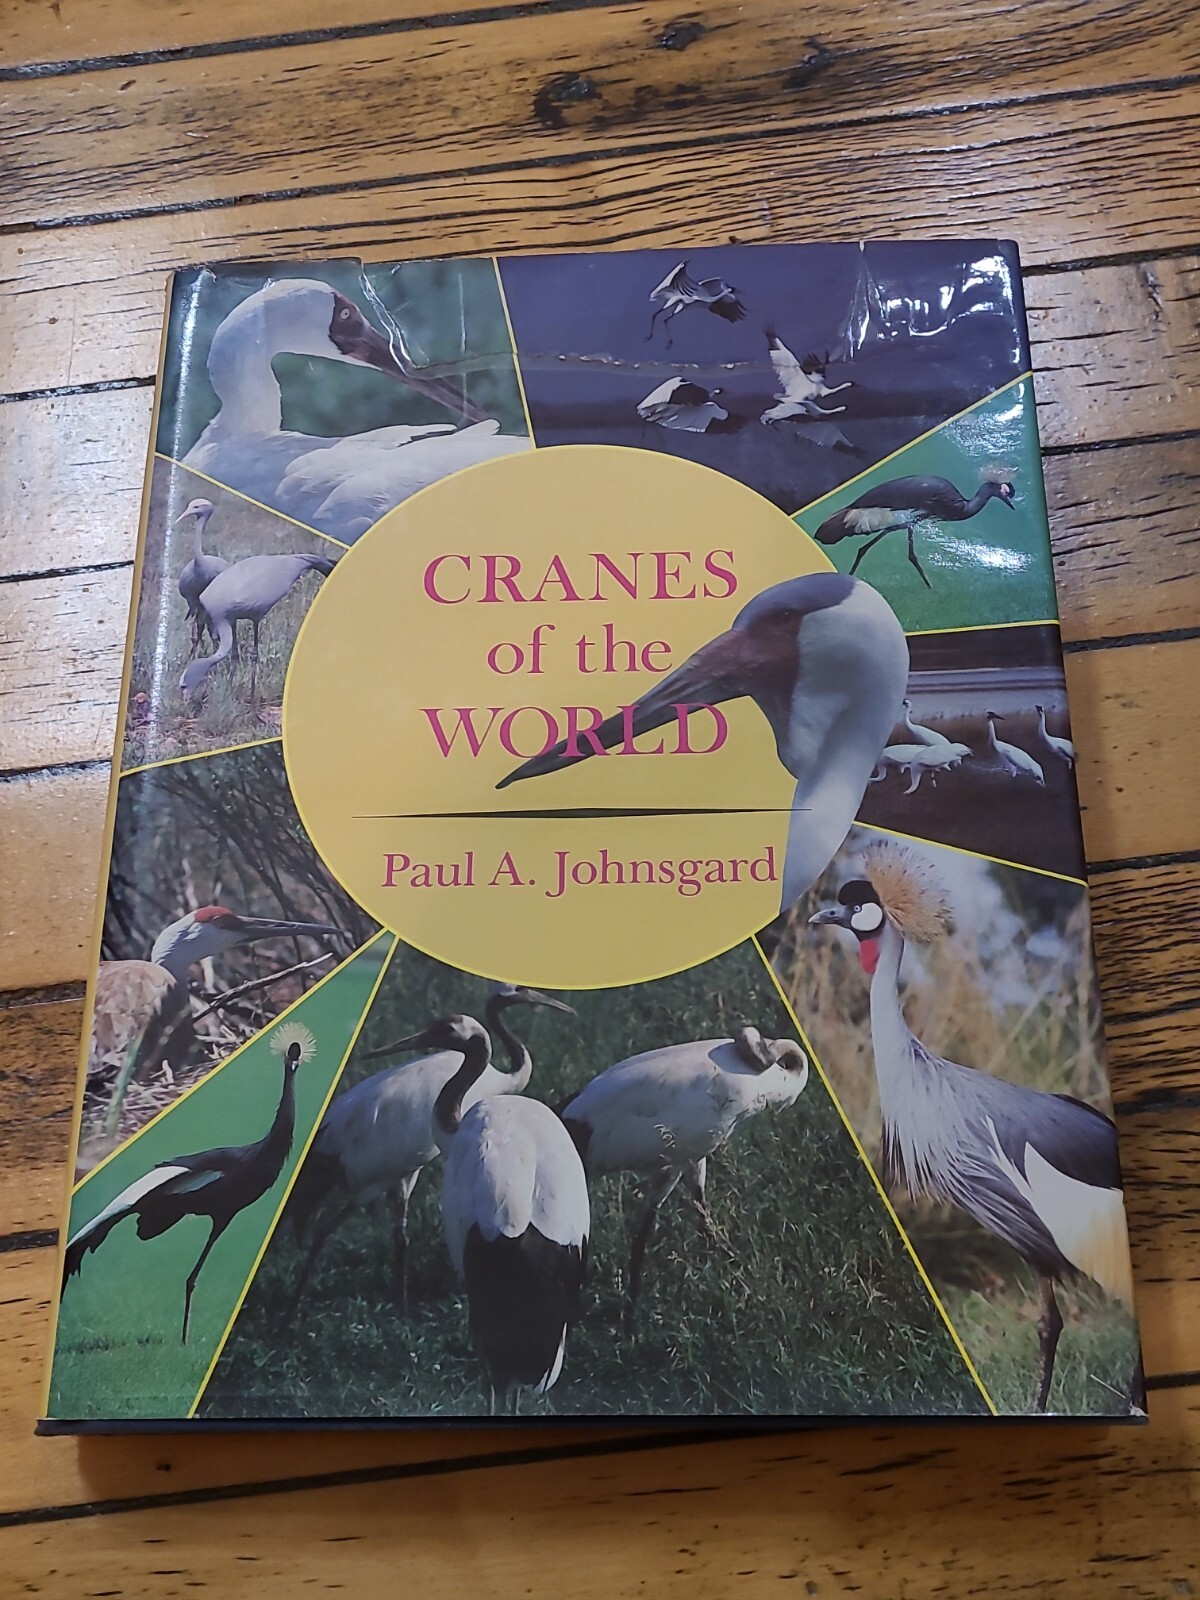 CRANES
of the
WORLD
Paul A. Johnsgard